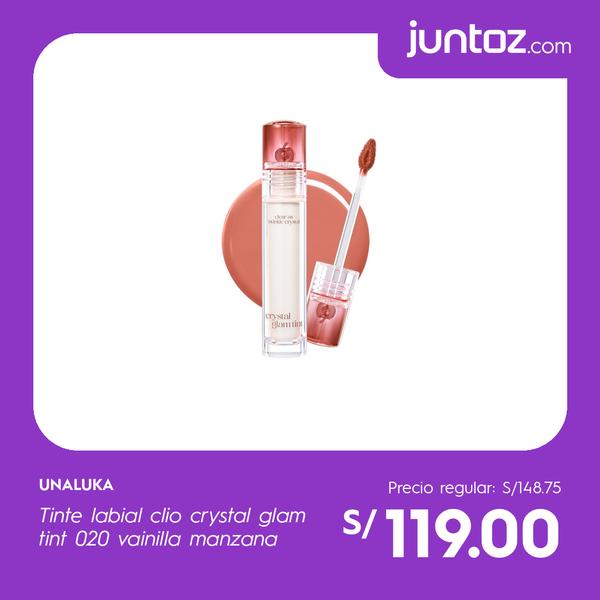 juntoz.com
clear as
crystal
glam tint
UNALUKA
Tinte labial clio crystal glam
tint 020 vainilla manzana
Precio regular: S/148.75
S/119.00